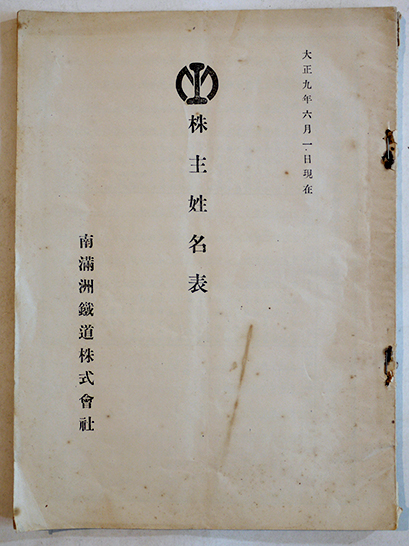 大正九年六月一日現在
株主姓名表
南滿洲鐵道株式會社